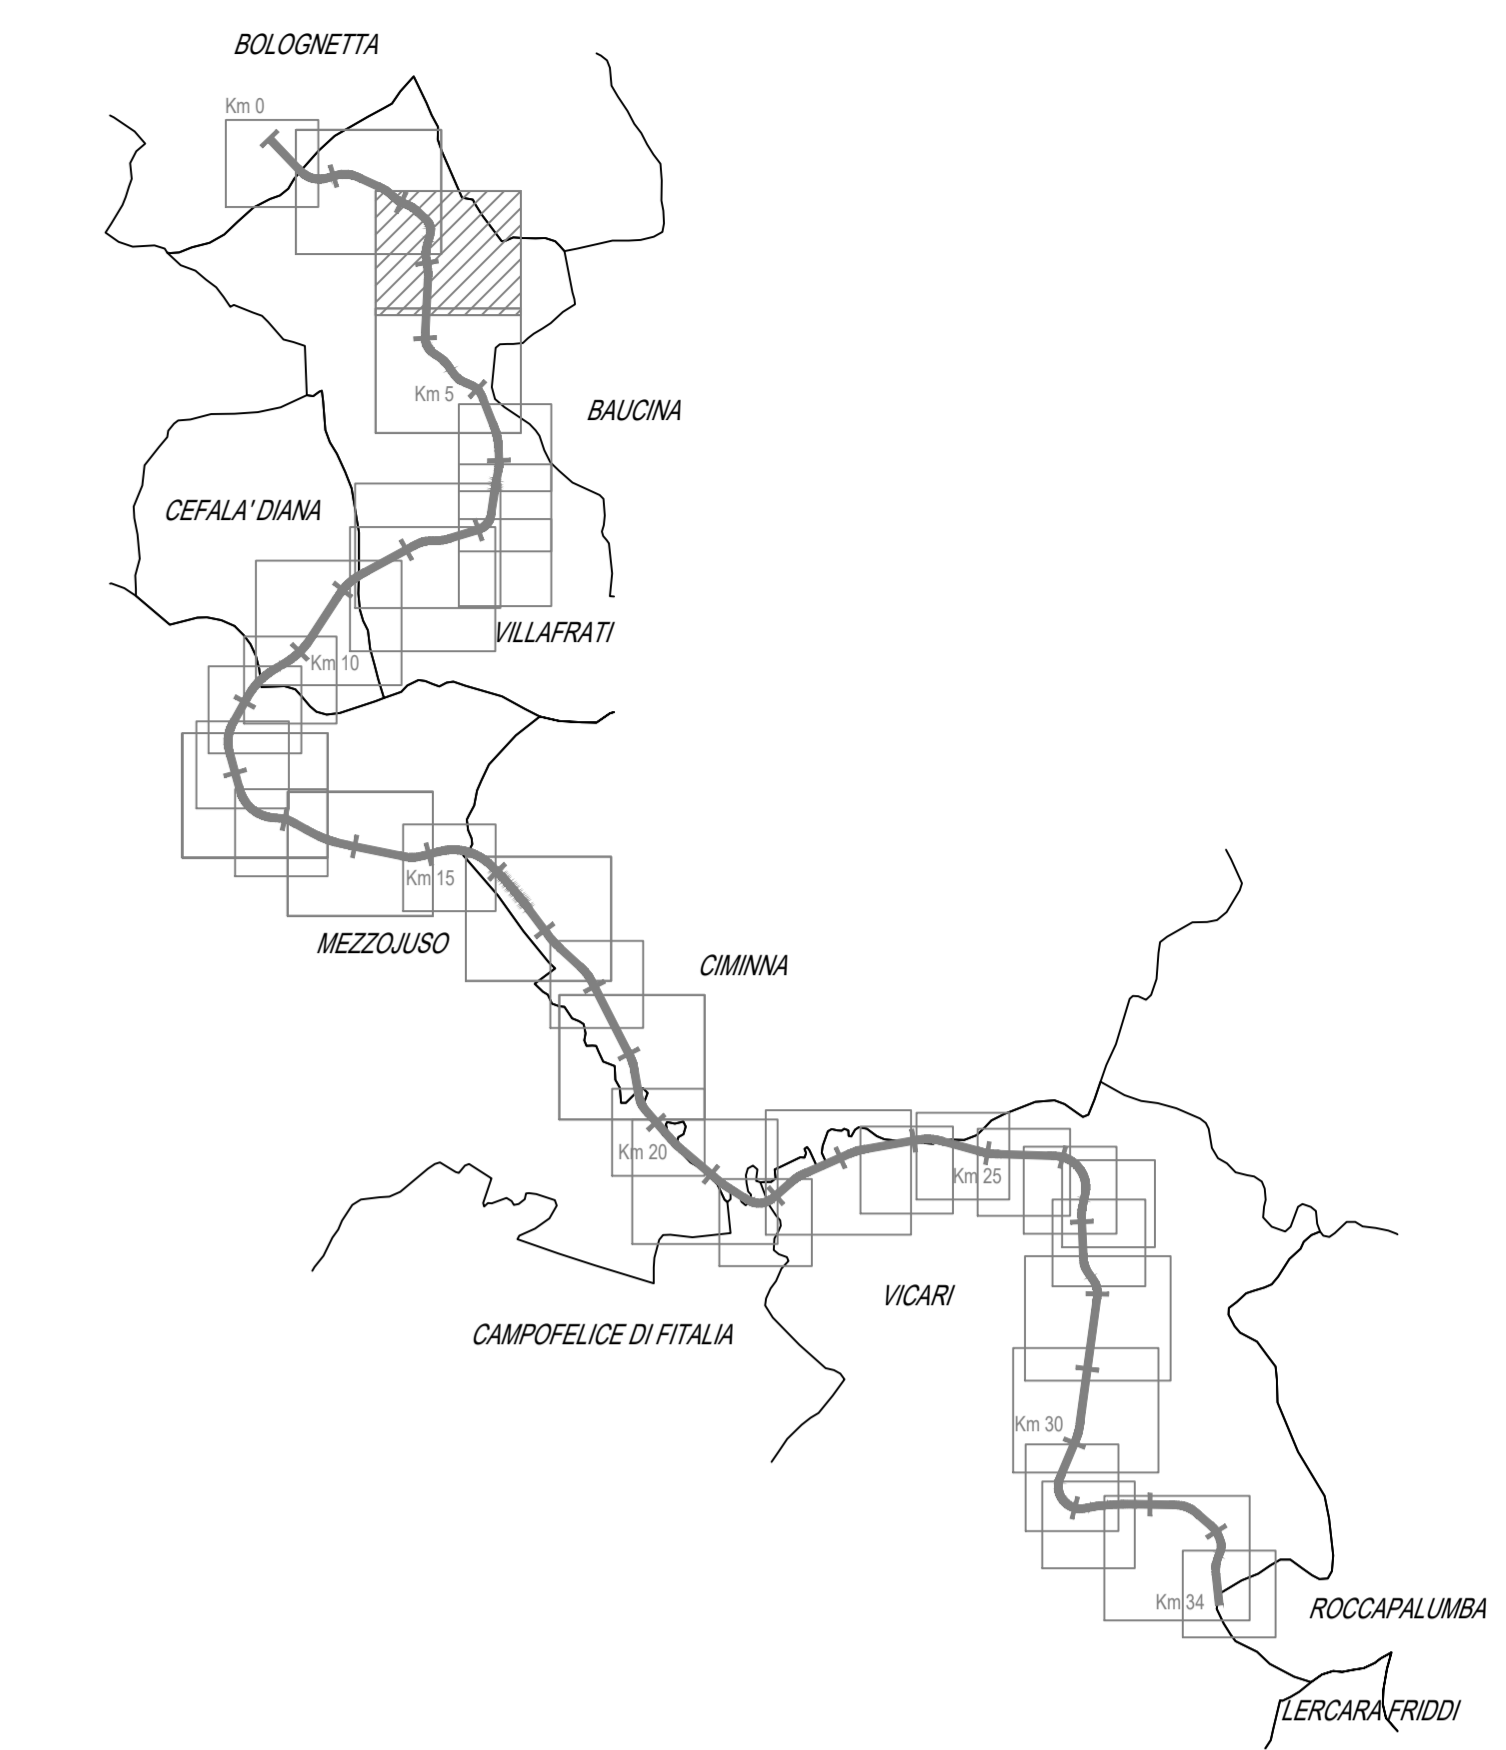 BOLOGNETTA
Km 0
Km 5
BAUCINA
CEFALA' DIANA
VILLAFRATI
Km 10
Km 15
MEZZOJUSO
CIMINNA
Km 20
Km 25
VICARI
CAMPOFELICE DI FITALIA
Km 30
Km 34
ROCCAPALUMBA
LERCARA FRIDDI